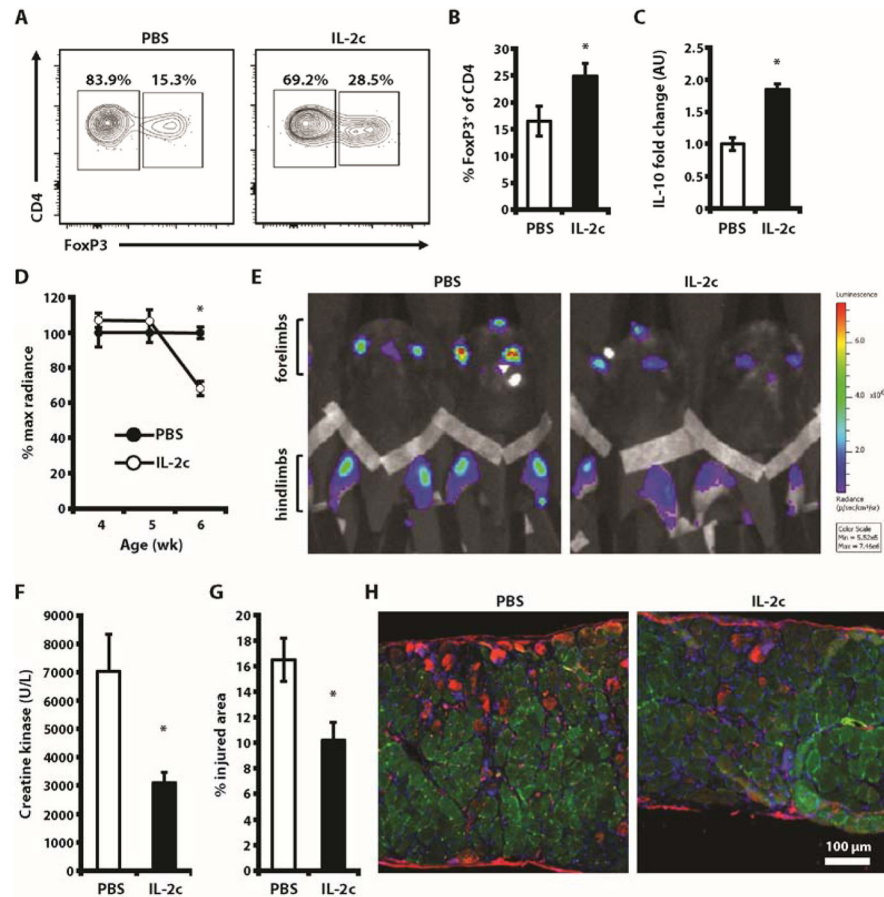 A
PBS
IL-2c
83.9%
15.3%
69.2%
28.5%
CD4
FoxP3
B
% FoxP3⁺ of CD4
30
25
20
15
10
5
0
*
PBS
IL-2c
C
IL-10 fold change (AU)
2.5
2.0
1.5
1.0
0.5
0.0
*
PBS
IL-2c
D
% max radiance
120
100
80
60
40
20
0
*
PBS
IL-2c
4
5
6
Age (wk)
E
PBS
IL-2c
forelimbs
hindlimbs
Luminescence
6.0
4.0
x10⁶
2.0
Radiance
(p/sec/cm²/sr)
Color Scale
Min = 5.52e5
Max = 7.46e6
F
Creatine kinase (U/L)
9000
8000
7000
6000
5000
4000
3000
2000
1000
0
*
PBS
IL-2c
G
% injured area
18
16
14
12
10
8
6
4
2
0
*
PBS
IL-2c
H
PBS
IL-2c
100 µm